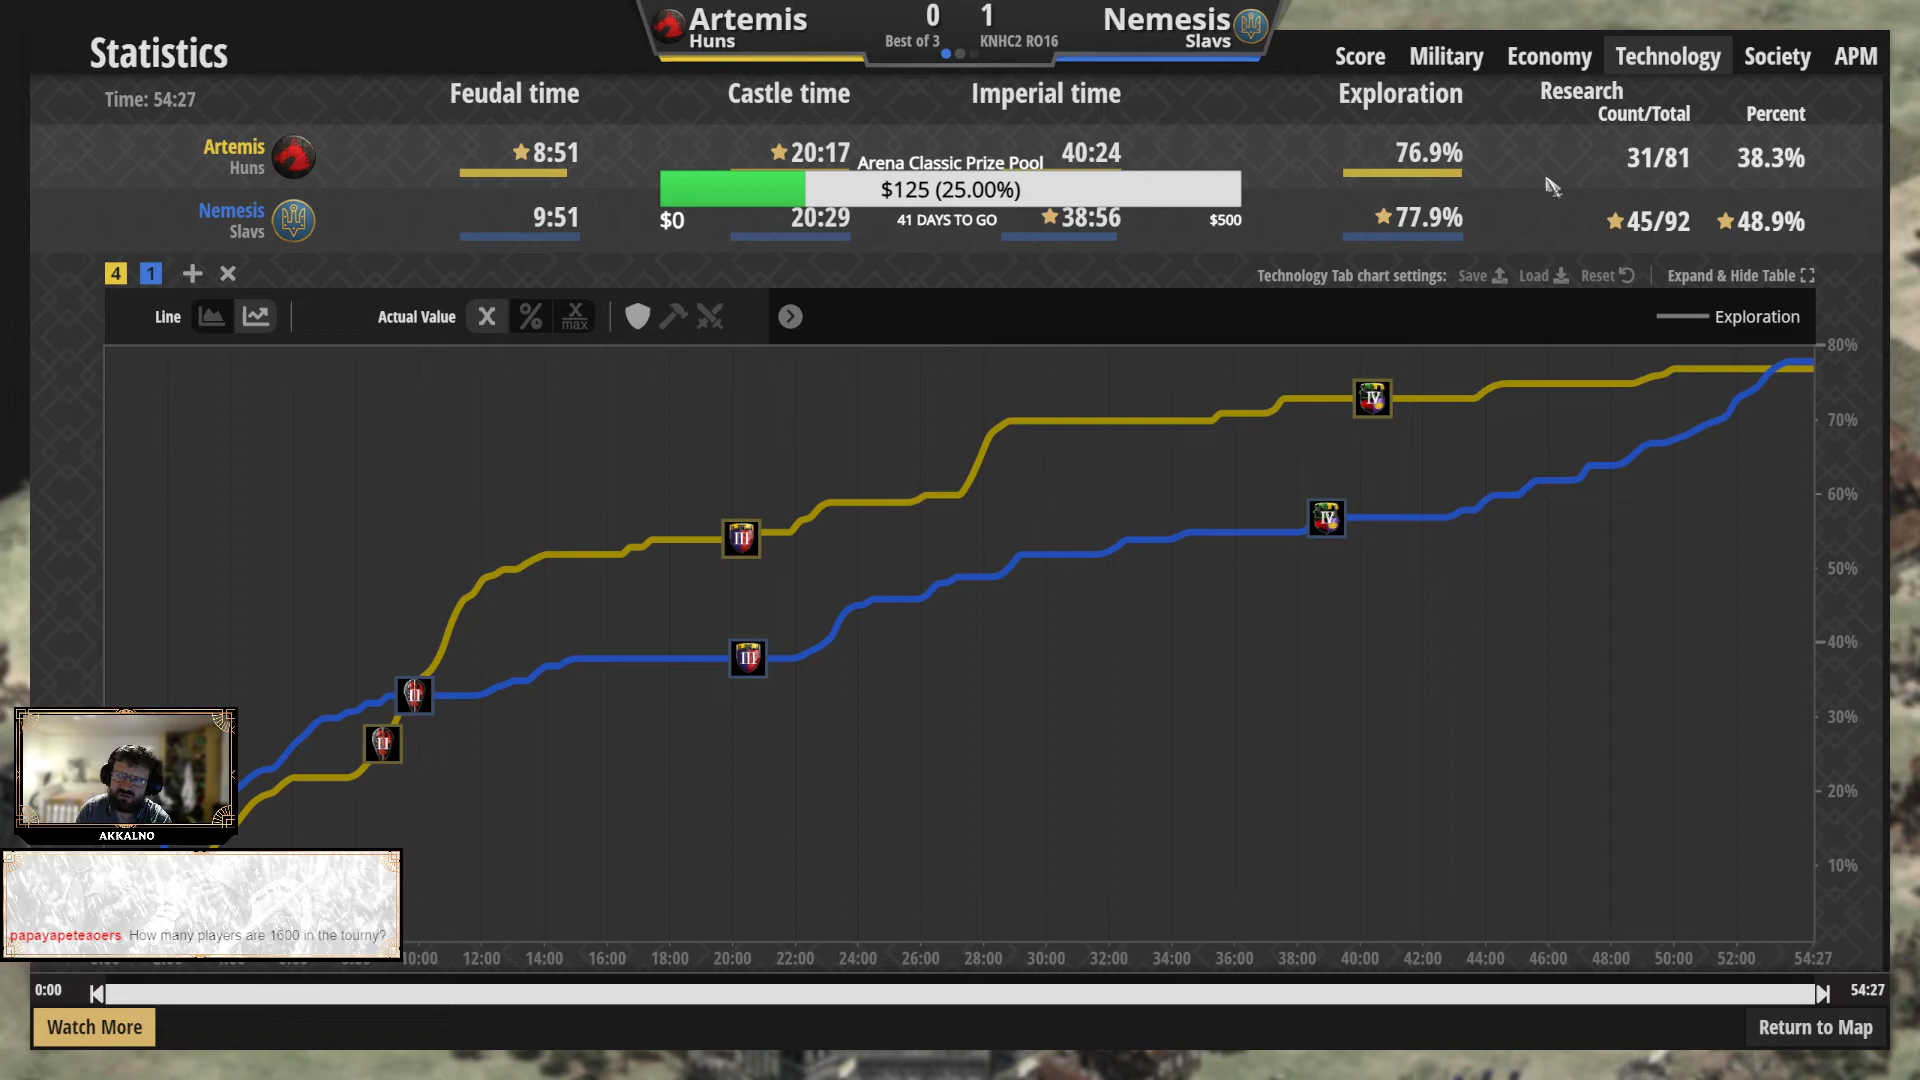 Artemis
Huns
0 1
Best of 3 KNHC2 RO16
Nemesis
Slavs
Statistics
Score Military Economy Technology Society APM
Time: 54:27
Feudal time Castle time Imperial time Exploration Research
Count/Total Percent
Artemis
Huns
8:51 20:17 40:24 76.9% 31/81 38.3%
Arena Classic Prize Pool
$125 (25.00%)
$0 41 DAYS TO GO $500
Nemesis
Slavs
9:51 20:29 38:56 77.9% 45/92 48.9%
4 1
Technology Tab chart settings: Save Load Reset Expand & Hide Table
Line Actual Value X % X max
Exploration
80%
70%
60%
50%
40%
30%
20%
10%
IV
IV
III
III
II
II
AKKALNO
papayapeteaoers How many players are 1600 in the tourny?
10:00 12:00 14:00 16:00 18:00 20:00 22:00 24:00 26:00 28:00 30:00 32:00 34:00 36:00 38:00 40:00 42:00 44:00 46:00 48:00 50:00 52:00 54:27
0:00 54:27
Watch More
Return to Map